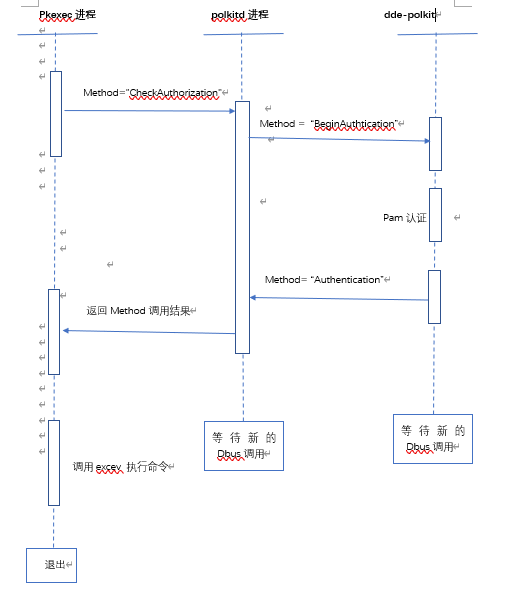 Pkexec 进程
polkitd 进程
dde-polkit
Method="CheckAuthorization"
Method = “BeginAuthtication”
Pam 认证
Method= “Authentication”
返回 Method 调用结果
等待新的
Dbus 调用
等待新的
Dbus 调用
调用 excev 执行命令
退出